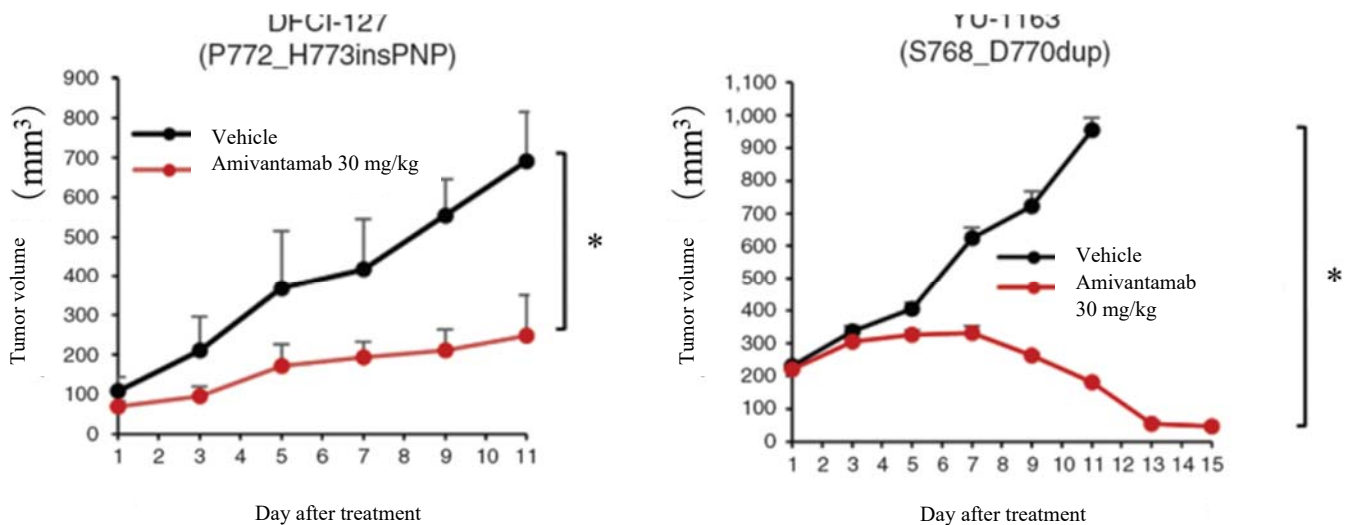 DFCI-127
(P772_H773insPNP)
900
800
700
600
500
400
300
200
100
0
Tumor volume (mm³)
Vehicle
Amivantamab 30 mg/kg
*
1 2 3 4 5 6 7 8 9 10 11
Day after treatment
YU-1163
(S768_D770dup)
1,100
1,000
900
800
700
600
500
400
300
200
100
0
Tumor volume (mm³)
Vehicle
Amivantamab
30 mg/kg
*
1 2 3 4 5 6 7 8 9 10 11 12 13 14 15
Day after treatment